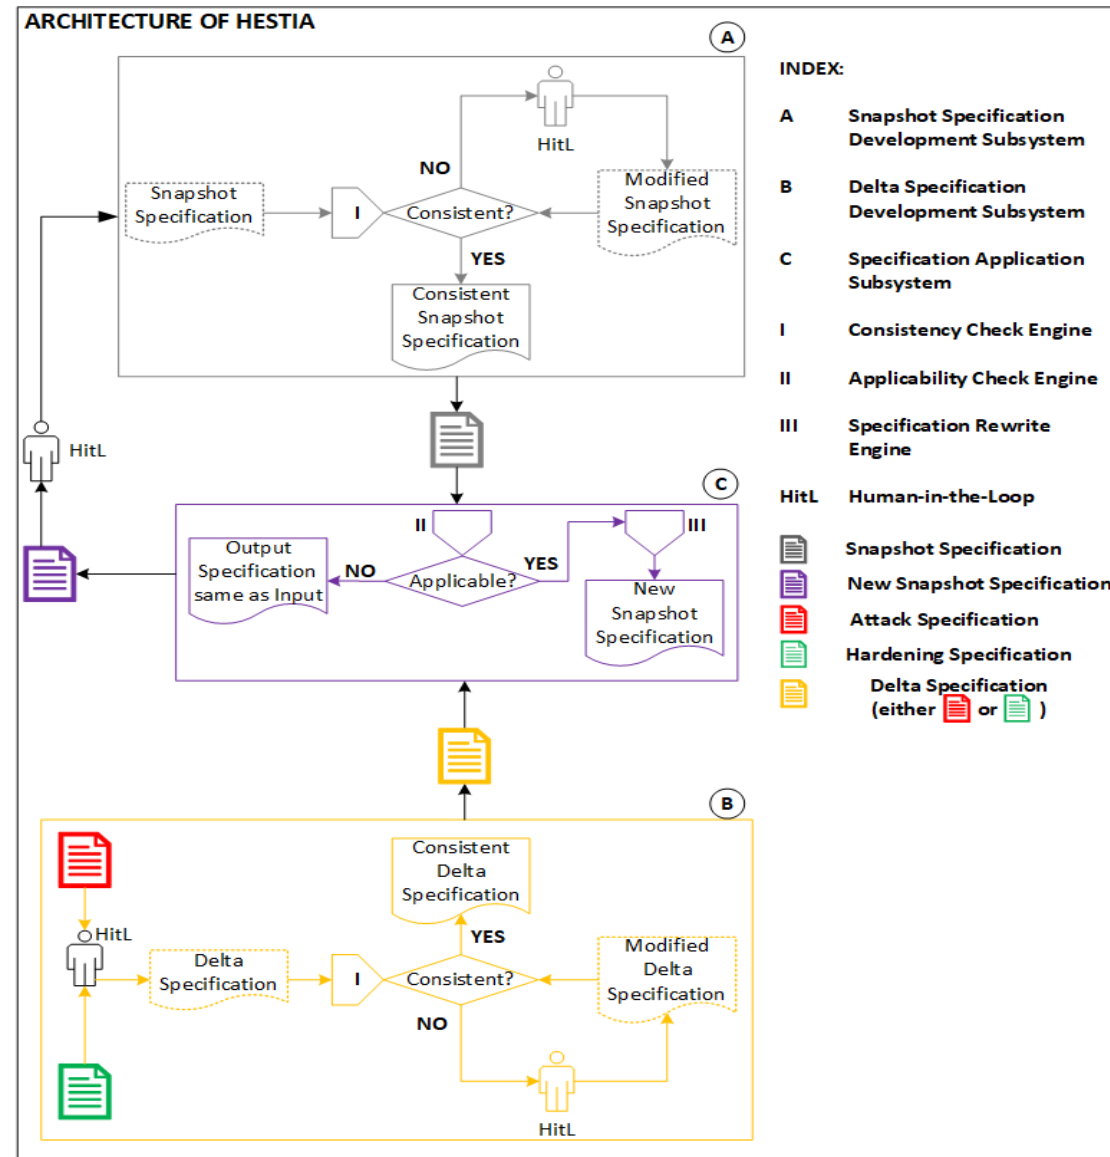 ARCHITECTURE OF HESTIA
A
HitL
NO
Snapshot
Specification
I
Consistent?
Modified
Snapshot
Specification
YES
Consistent
Snapshot
Specification
HitL
C
II
III
Output
Specification
same as Input
NO
Applicable?
YES
New
Snapshot
Specification
B
Consistent
Delta
Specification
YES
HitL
Delta
Specification
I
Consistent?
Modified
Delta
Specification
NO
HitL
INDEX:
A Snapshot Specification
Development Subsystem
B Delta Specification
Development Subsystem
C Specification Application
Subsystem
I Consistency Check Engine
II Applicability Check Engine
III Specification Rewrite
Engine
HitL Human-in-the-Loop
Snapshot Specification
New Snapshot Specification
Attack Specification
Hardening Specification
Delta Specification
(either or )